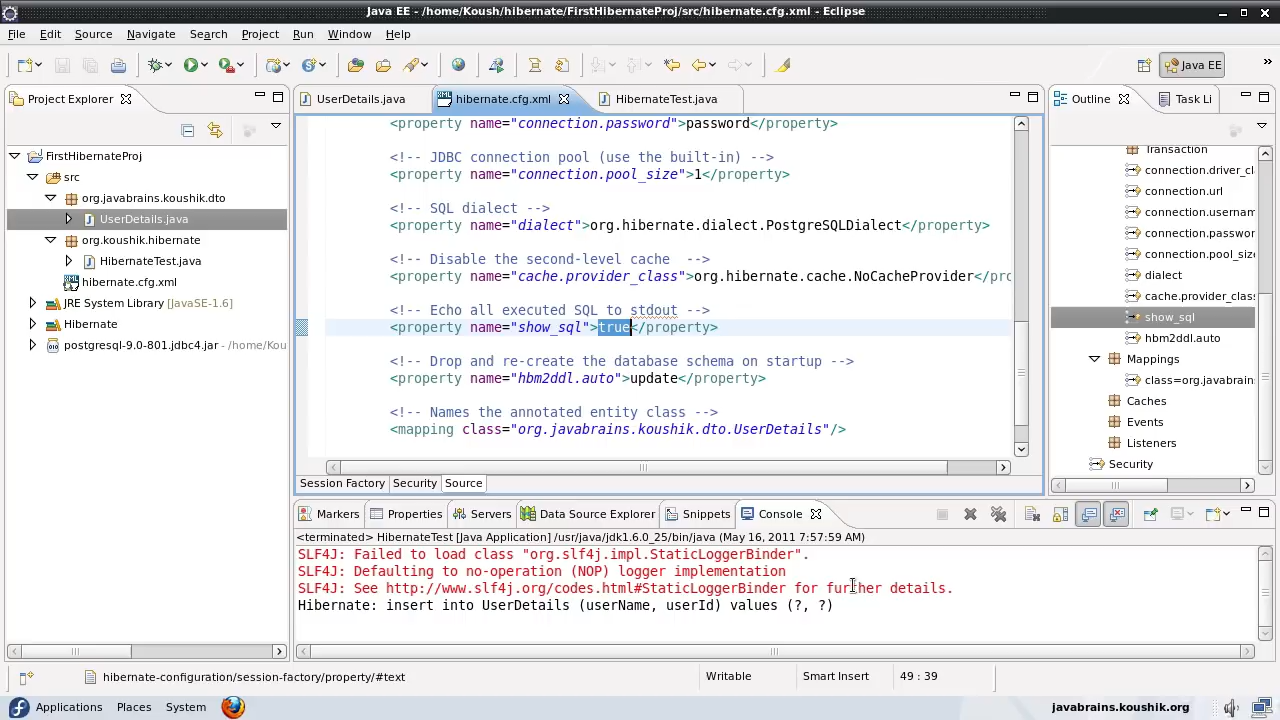 Java EE - /home/Koush/hibernate/FirstHibernateProj/src/hibernate.cfg.xml - Eclipse
File Edit Source Navigate Search Project Run Window Help
Java EE
Project Explorer
UserDetails.java
hibernate.cfg.xml
HibernateTest.java
Outline
Task Li
FirstHibernateProj
src
org.javabrains.koushik.dto
UserDetails.java
org.koushik.hibernate
HibernateTest.java
hibernate.cfg.xml
JRE System Library [JavaSE-1.6]
Hibernate
postgresql-9.0-801.jdbc4.jar - /home/Kou
<property name="connection.password">password</property>
<!-- JDBC connection pool (use the built-in) -->
<property name="connection.pool_size">1</property>
<!-- SQL dialect -->
<property name="dialect">org.hibernate.dialect.PostgreSQLDialect</property>
<!-- Disable the second-level cache  -->
<property name="cache.provider_class">org.hibernate.cache.NoCacheProvider</pro
<!-- Echo all executed SQL to stdout -->
<property name="show_sql">true</property>
<!-- Drop and re-create the database schema on startup -->
<property name="hbm2ddl.auto">update</property>
<!-- Names the annotated entity class -->
<mapping class="org.javabrains.koushik.dto.UserDetails"/>
Session Factory Security Source
Transaction
connection.driver_cl
connection.url
connection.usernam
connection.passwor
connection.pool_size
dialect
cache.provider_class
show_sql
hbm2ddl.auto
Mappings
class=org.javabrain
Caches
Events
Listeners
Security
Markers Properties Servers Data Source Explorer Snippets Console
<terminated> HibernateTest [Java Application] /usr/java/jdk1.6.0_25/bin/java (May 16, 2011 7:57:59 AM)
SLF4J: Failed to load class "org.slf4j.impl.StaticLoggerBinder".
SLF4J: Defaulting to no-operation (NOP) logger implementation
SLF4J: See http://www.slf4j.org/codes.html#StaticLoggerBinder for further details.
Hibernate: insert into UserDetails (userName, userId) values (?, ?)
hibernate-configuration/session-factory/property/#text
Writable
Smart Insert
49 : 39
Applications Places System
javabrains.koushik.org